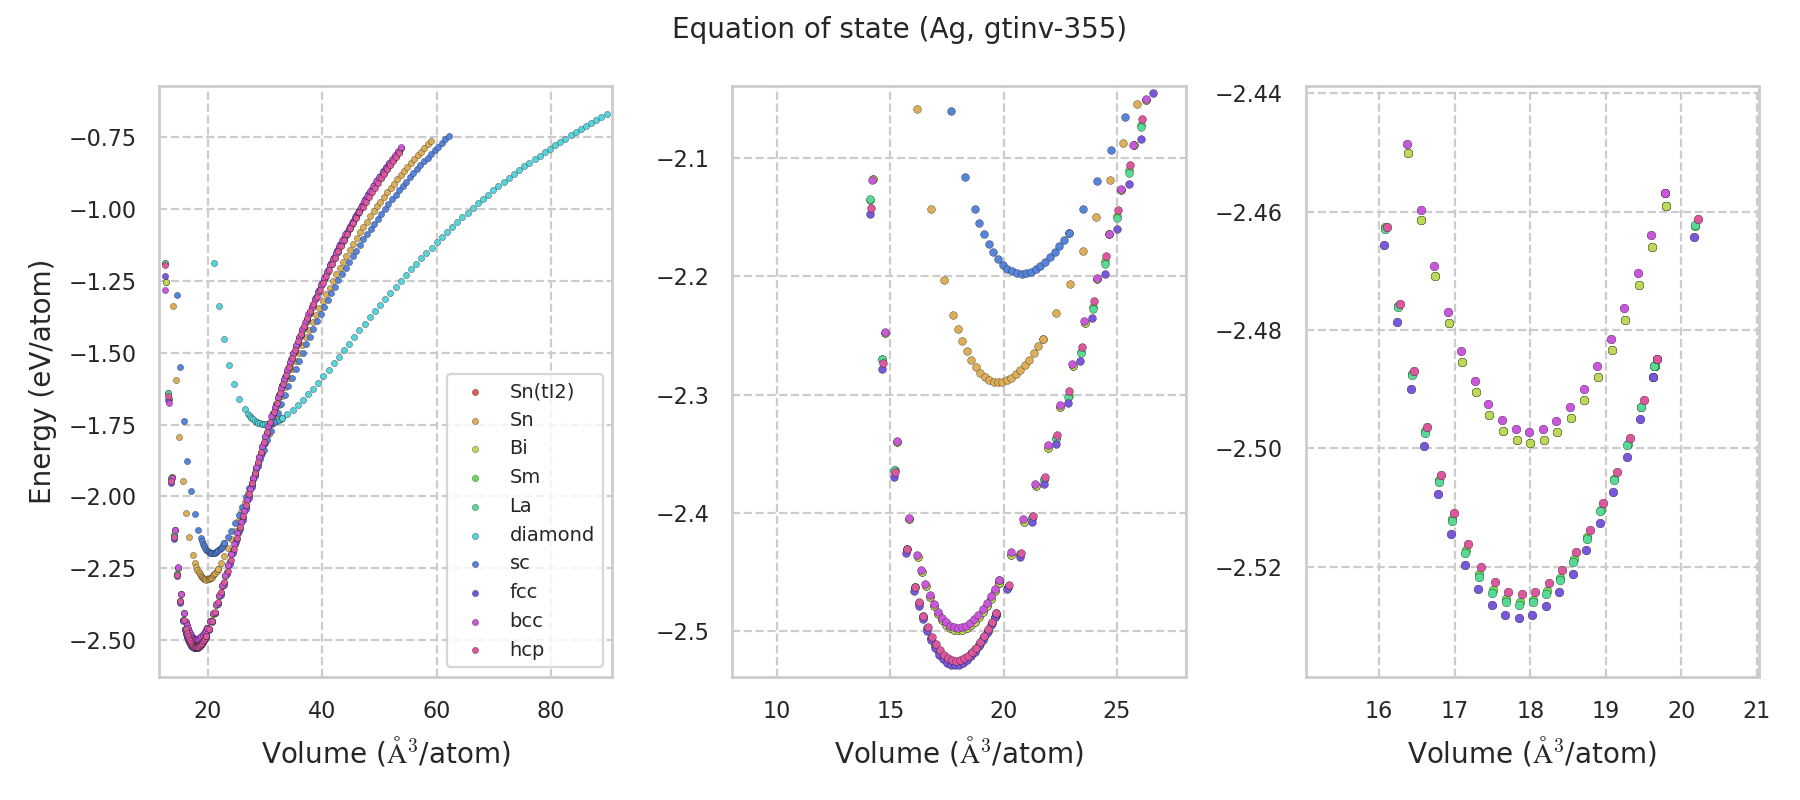 Equation of state (Ag, gtinv-355)
Energy (eV/atom)
−0.75
−1.00
−1.25
−1.50
−1.75
−2.00
−2.25
−2.50
20
40
60
80
Volume (Å³/atom)
Sn(tI2)
Sn
Bi
Sm
La
diamond
sc
fcc
bcc
hcp
−2.1
−2.2
−2.3
−2.4
−2.5
10
15
20
25
Volume (Å³/atom)
−2.44
−2.46
−2.48
−2.50
−2.52
16
17
18
19
20
21
Volume (Å³/atom)